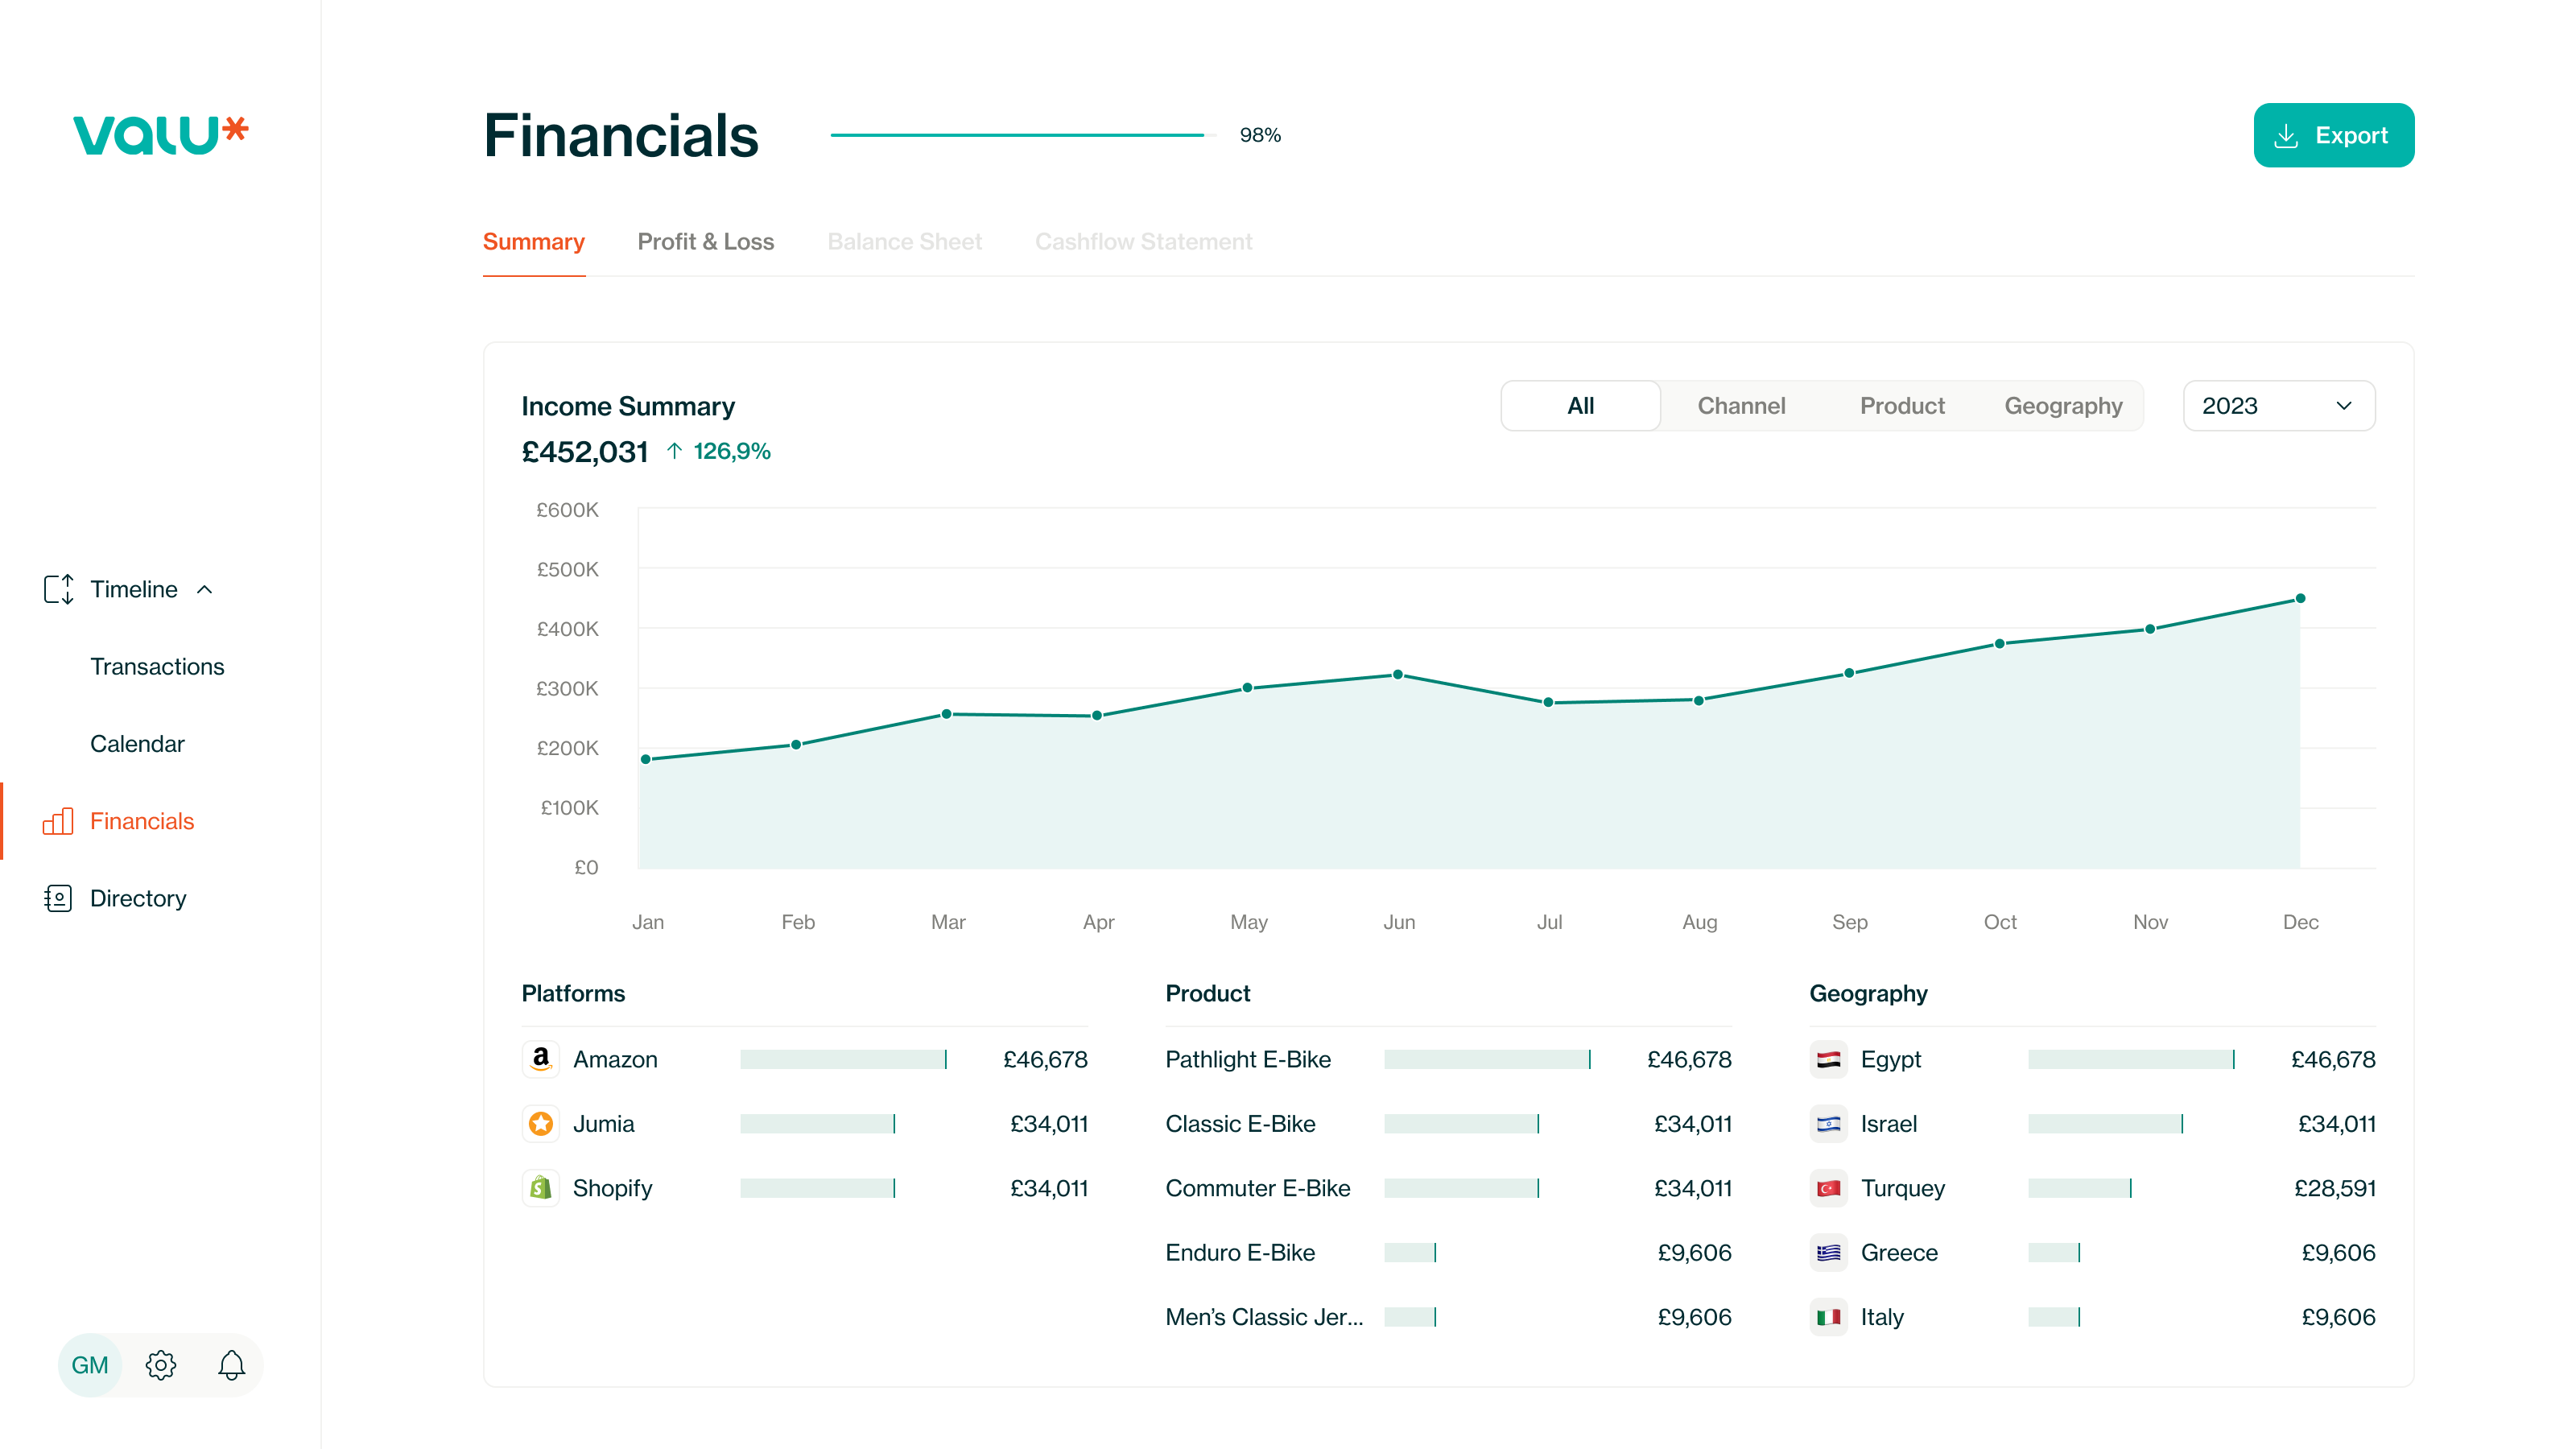 valu*
Financials
98%
Export
Summary
Profit & Loss
Balance Sheet
Cashflow Statement
Income Summary
£452,031
126,9%
All
Channel
Product
Geography
2023
£600K
£500K
£400K
£300K
£200K
£100K
£0
Jan
Feb
Mar
Apr
May
Jun
Jul
Aug
Sep
Oct
Nov
Dec
Timeline
Transactions
Calendar
Financials
Directory
GM
Platforms
Amazon £46,678
Jumia £34,011
Shopify £34,011
Product
Pathlight E-Bike £46,678
Classic E-Bike £34,011
Commuter E-Bike £34,011
Enduro E-Bike £9,606
Men’s Classic Jer... £9,606
Geography
Egypt £46,678
Israel £34,011
Turquey £28,591
Greece £9,606
Italy £9,606